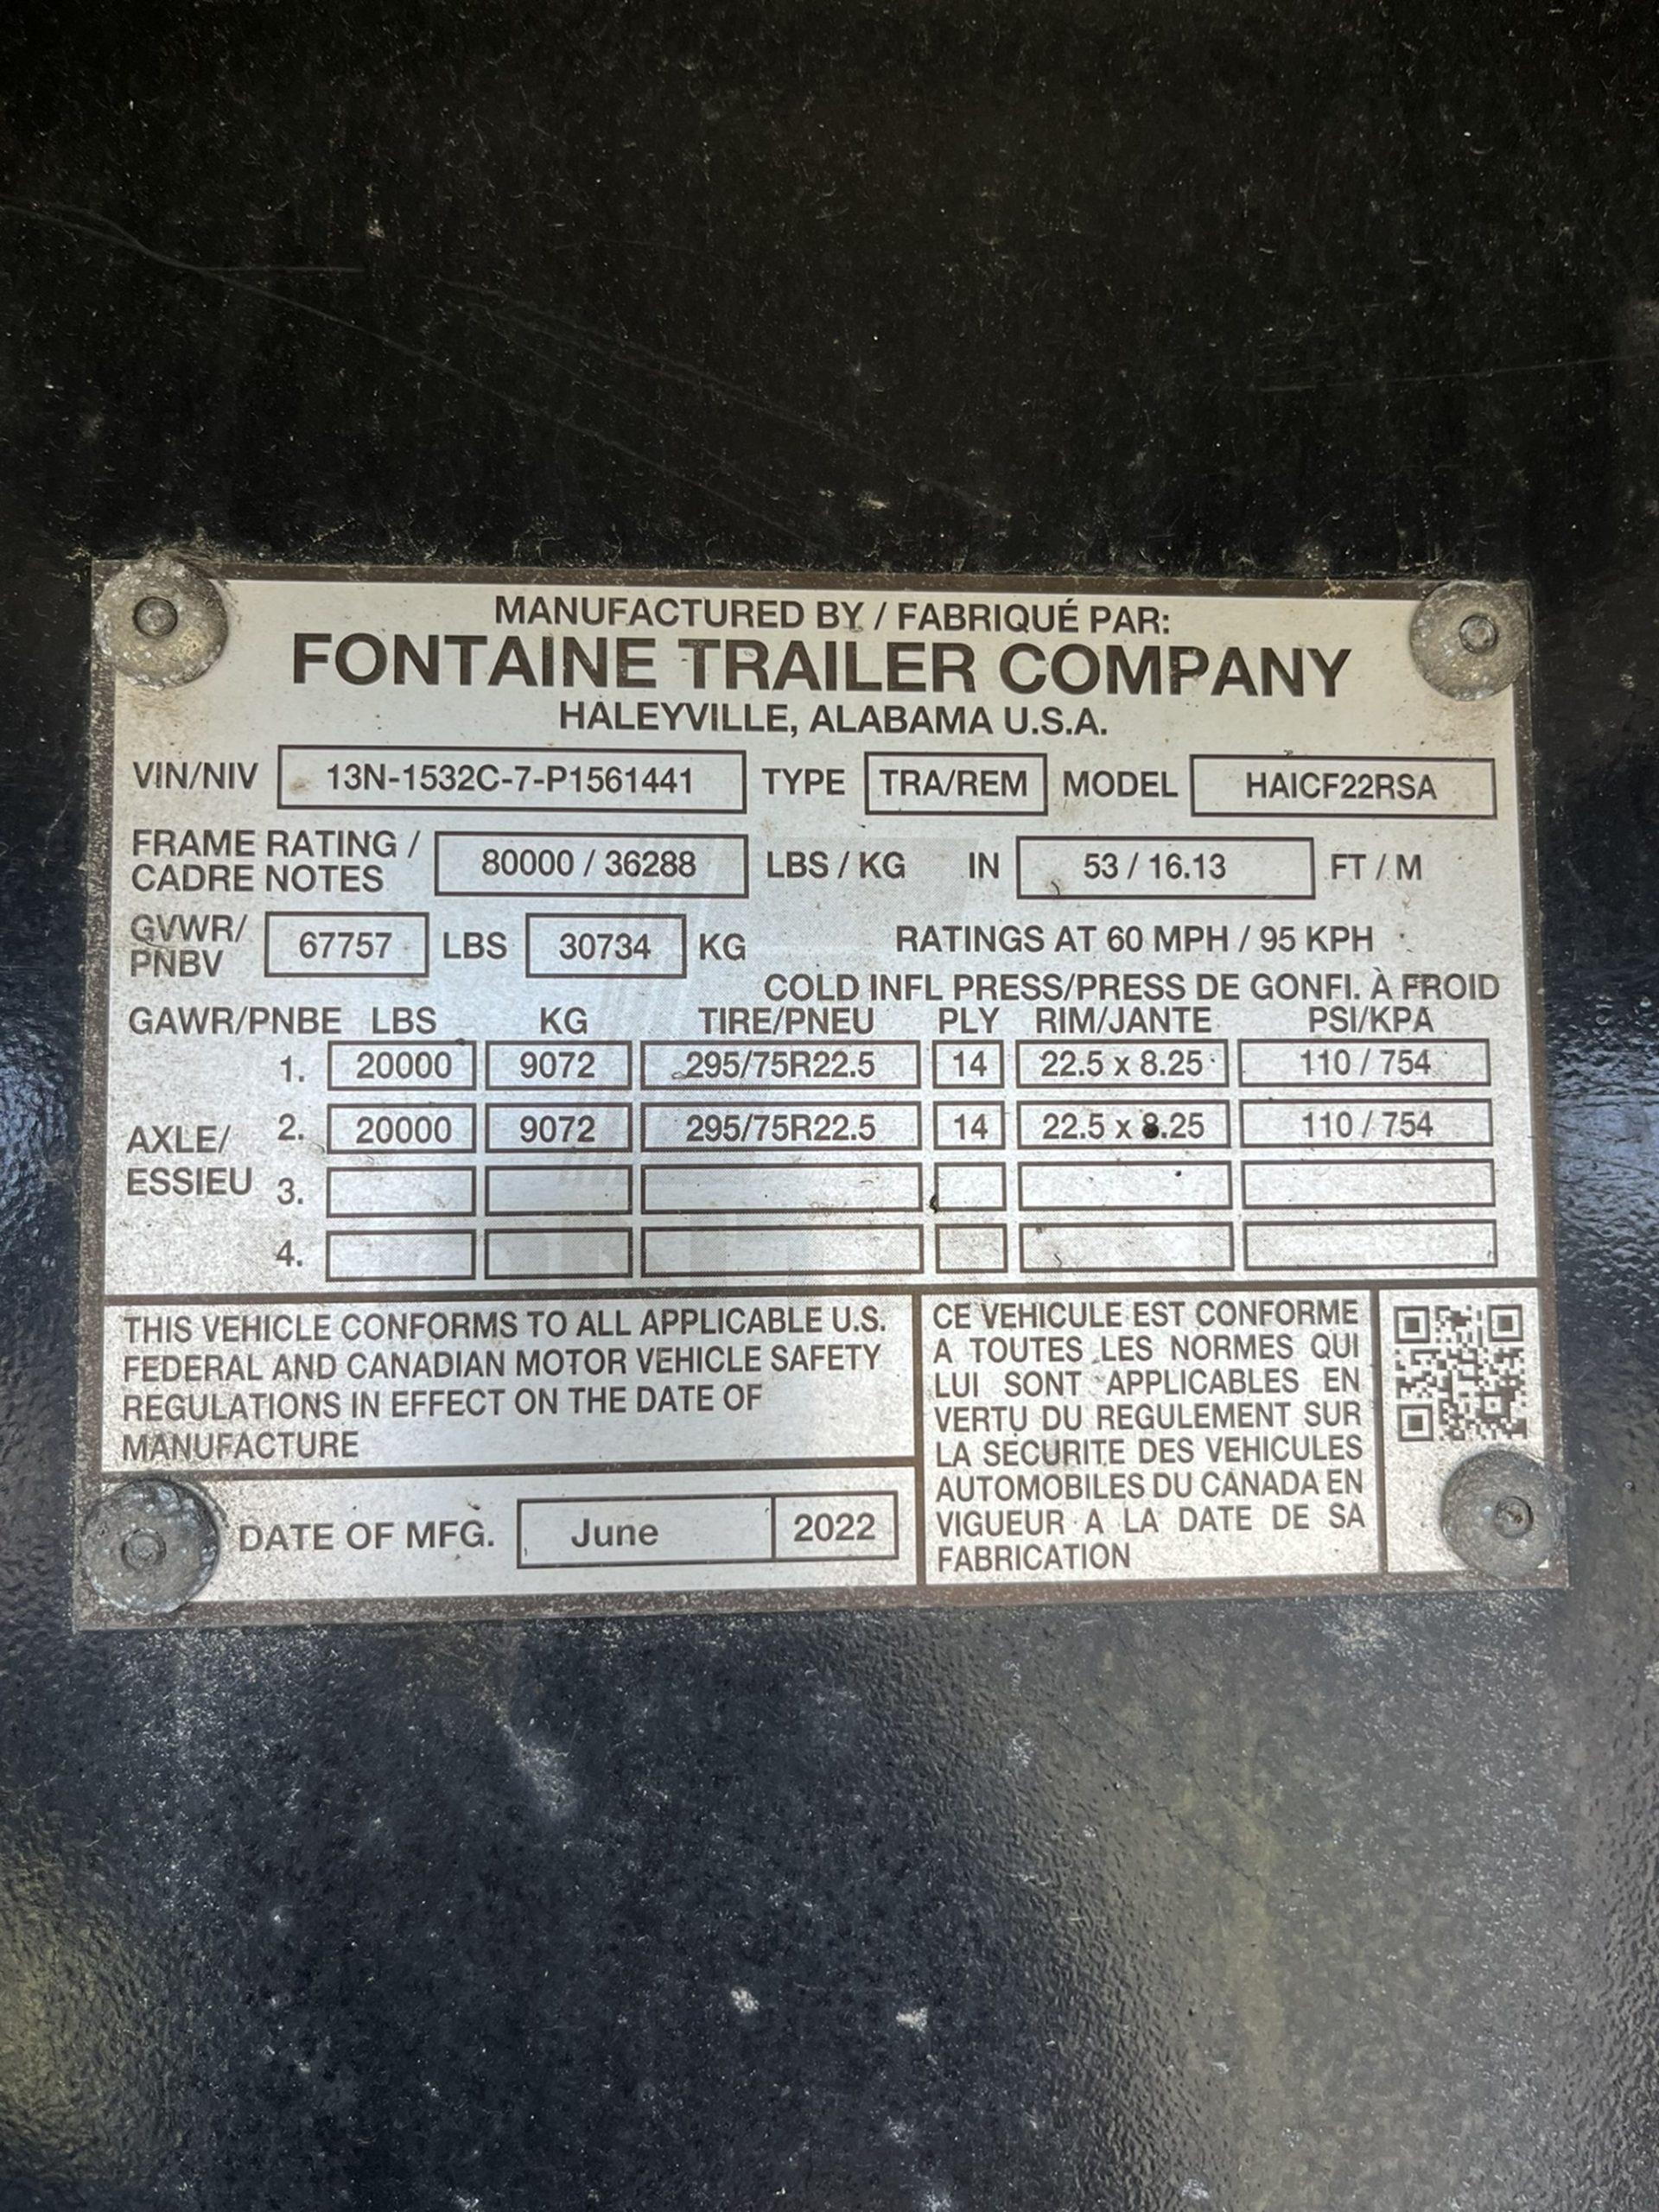 MANUFACTURED BY / FABRIQUÉ PAR:
FONTAINE TRAILER COMPANY
HALEYVILLE, ALABAMA U.S.A.
VIN/NIV 13N-1532C-7-P1561441 TYPE TRA/REM MODEL HAICF22RSA
FRAME RATING / CADRE NOTES 80000 / 36288 LBS / KG IN 53 / 16.13 FT / M
GVWR/ PNBV 67757 LBS 30734 KG RATINGS AT 60 MPH / 95 KPH
COLD INFL PRESS/PRESS DE GONFI. À FROID
GAWR/PNBE LBS KG TIRE/PNEU PLY RIM/JANTE PSI/KPA
1. 20000 9072 295/75R22.5 14 22.5 x 8.25 110 / 754
AXLE/ 2. 20000 9072 295/75R22.5 14 22.5 x 8.25 110 / 754
ESSIEU 3.
4.
THIS VEHICLE CONFORMS TO ALL APPLICABLE U.S.
FEDERAL AND CANADIAN MOTOR VEHICLE SAFETY
REGULATIONS IN EFFECT ON THE DATE OF
MANUFACTURE
DATE OF MFG. June 2022
CE VEHICULE EST CONFORME
A TOUTES LES NORMES QUI
LUI SONT APPLICABLES EN
VERTU DU REGULEMENT SUR
LA SECURITE DES VEHICULES
AUTOMOBILES DU CANADA EN
VIGUEUR A LA DATE DE SA
FABRICATION